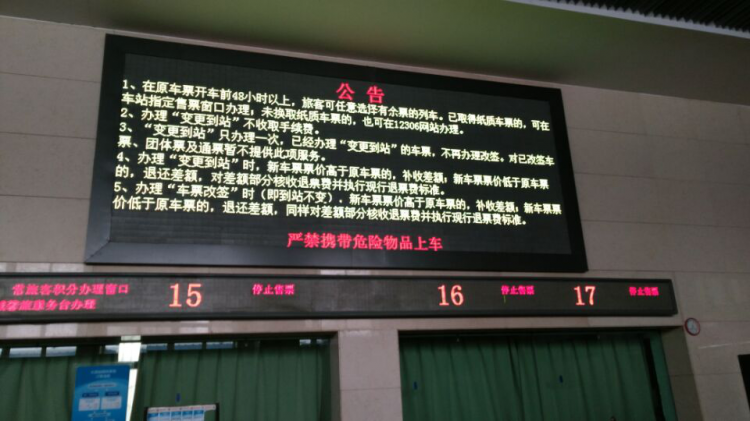 公告
1、在原车票开车前48小时以上，旅客可任意选择有余票的列车。已取得纸质车票的，可在
车站指定售票窗口办理，未换取纸质车票的，也可在12306网站办理。
2、办理“变更到站”不收取手续费。
3、“变更到站”只办理一次，已经办理“变更到站”的车票，不再办理改签，对已改签车
票、团体票及通票暂不提供此项服务。
4、办理“变更到站”时，新车票票价高于原车票的，补收差额；新车票票价低于原车票
的，退还差额，对差额部分核收退票费并执行现行退票费标准。
5、办理“车票改签”时（即到站不变），新车票票价高于原车票的，补收差额；新车票票
价低于原车票的，退还差额，同样对差额部分核收退票费并执行现行退票费标准。
严禁携带危险物品上车
常旅客积分办理窗口
服务台办理
15
停止售票
16
停止售票
17
停止售票